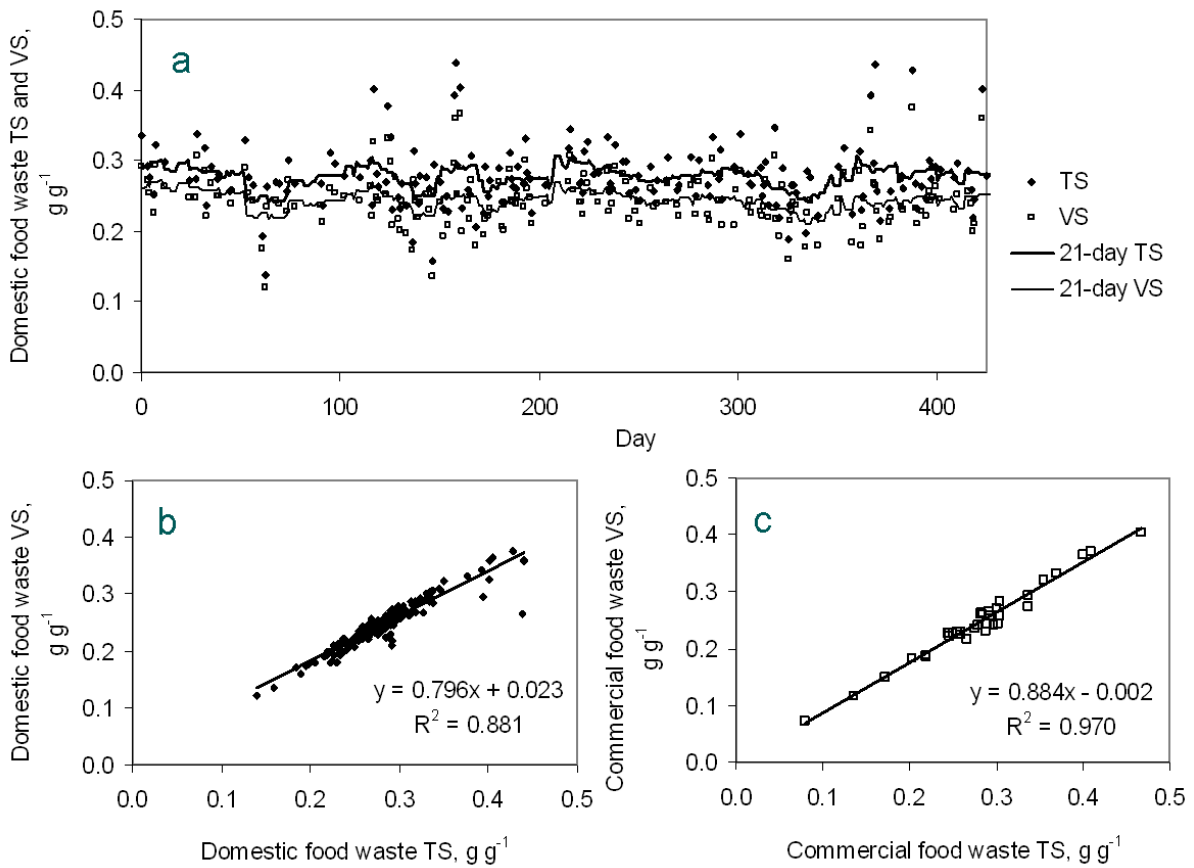 a
Domestic food waste TS and VS,
g g⁻¹
0.5
0.4
0.3
0.2
0.1
0.0
0
100
200
300
400
Day
TS
VS
21-day TS
21-day VS
b
Domestic food waste VS,
g g⁻¹
0.5
0.4
0.3
0.2
0.1
0.0
y = 0.796x + 0.023
R² = 0.881
0.0
0.1
0.2
0.3
0.4
0.5
Domestic food waste TS, g g⁻¹
c
Commercial food waste VS,
g g⁻¹
0.5
0.4
0.3
0.2
0.1
0.0
y = 0.884x - 0.002
R² = 0.970
0.0
0.1
0.2
0.3
0.4
0.5
Commercial food waste TS, g g⁻¹